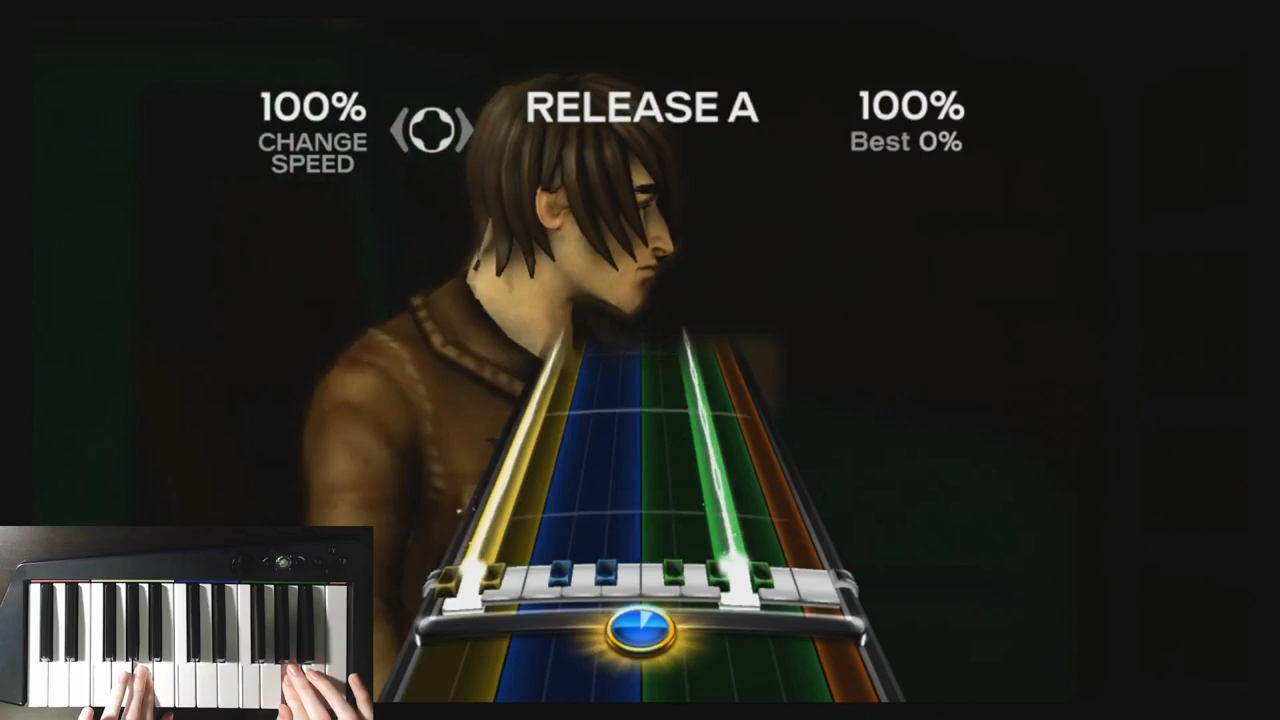 100%
CHANGE
SPEED
RELEASE A
100%
Best 0%